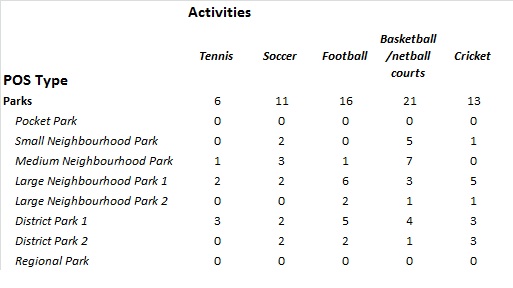 Activities
Basketball
Tennis Soccer Football /netball Cricket
courts
POS Type
Parks 6 11 16 21 13
Pocket Park 0 0 0 0 0
Small Neighbourhood Park 0 2 0 5 1
Medium Neighbourhood Park 1 3 1 7 0
Large Neighbourhood Park 1 2 2 6 3 5
Large Neighbourhood Park 2 0 0 2 1 1
District Park 1 3 2 5 4 3
District Park 2 0 2 2 1 3
Regional Park 0 0 0 0 0